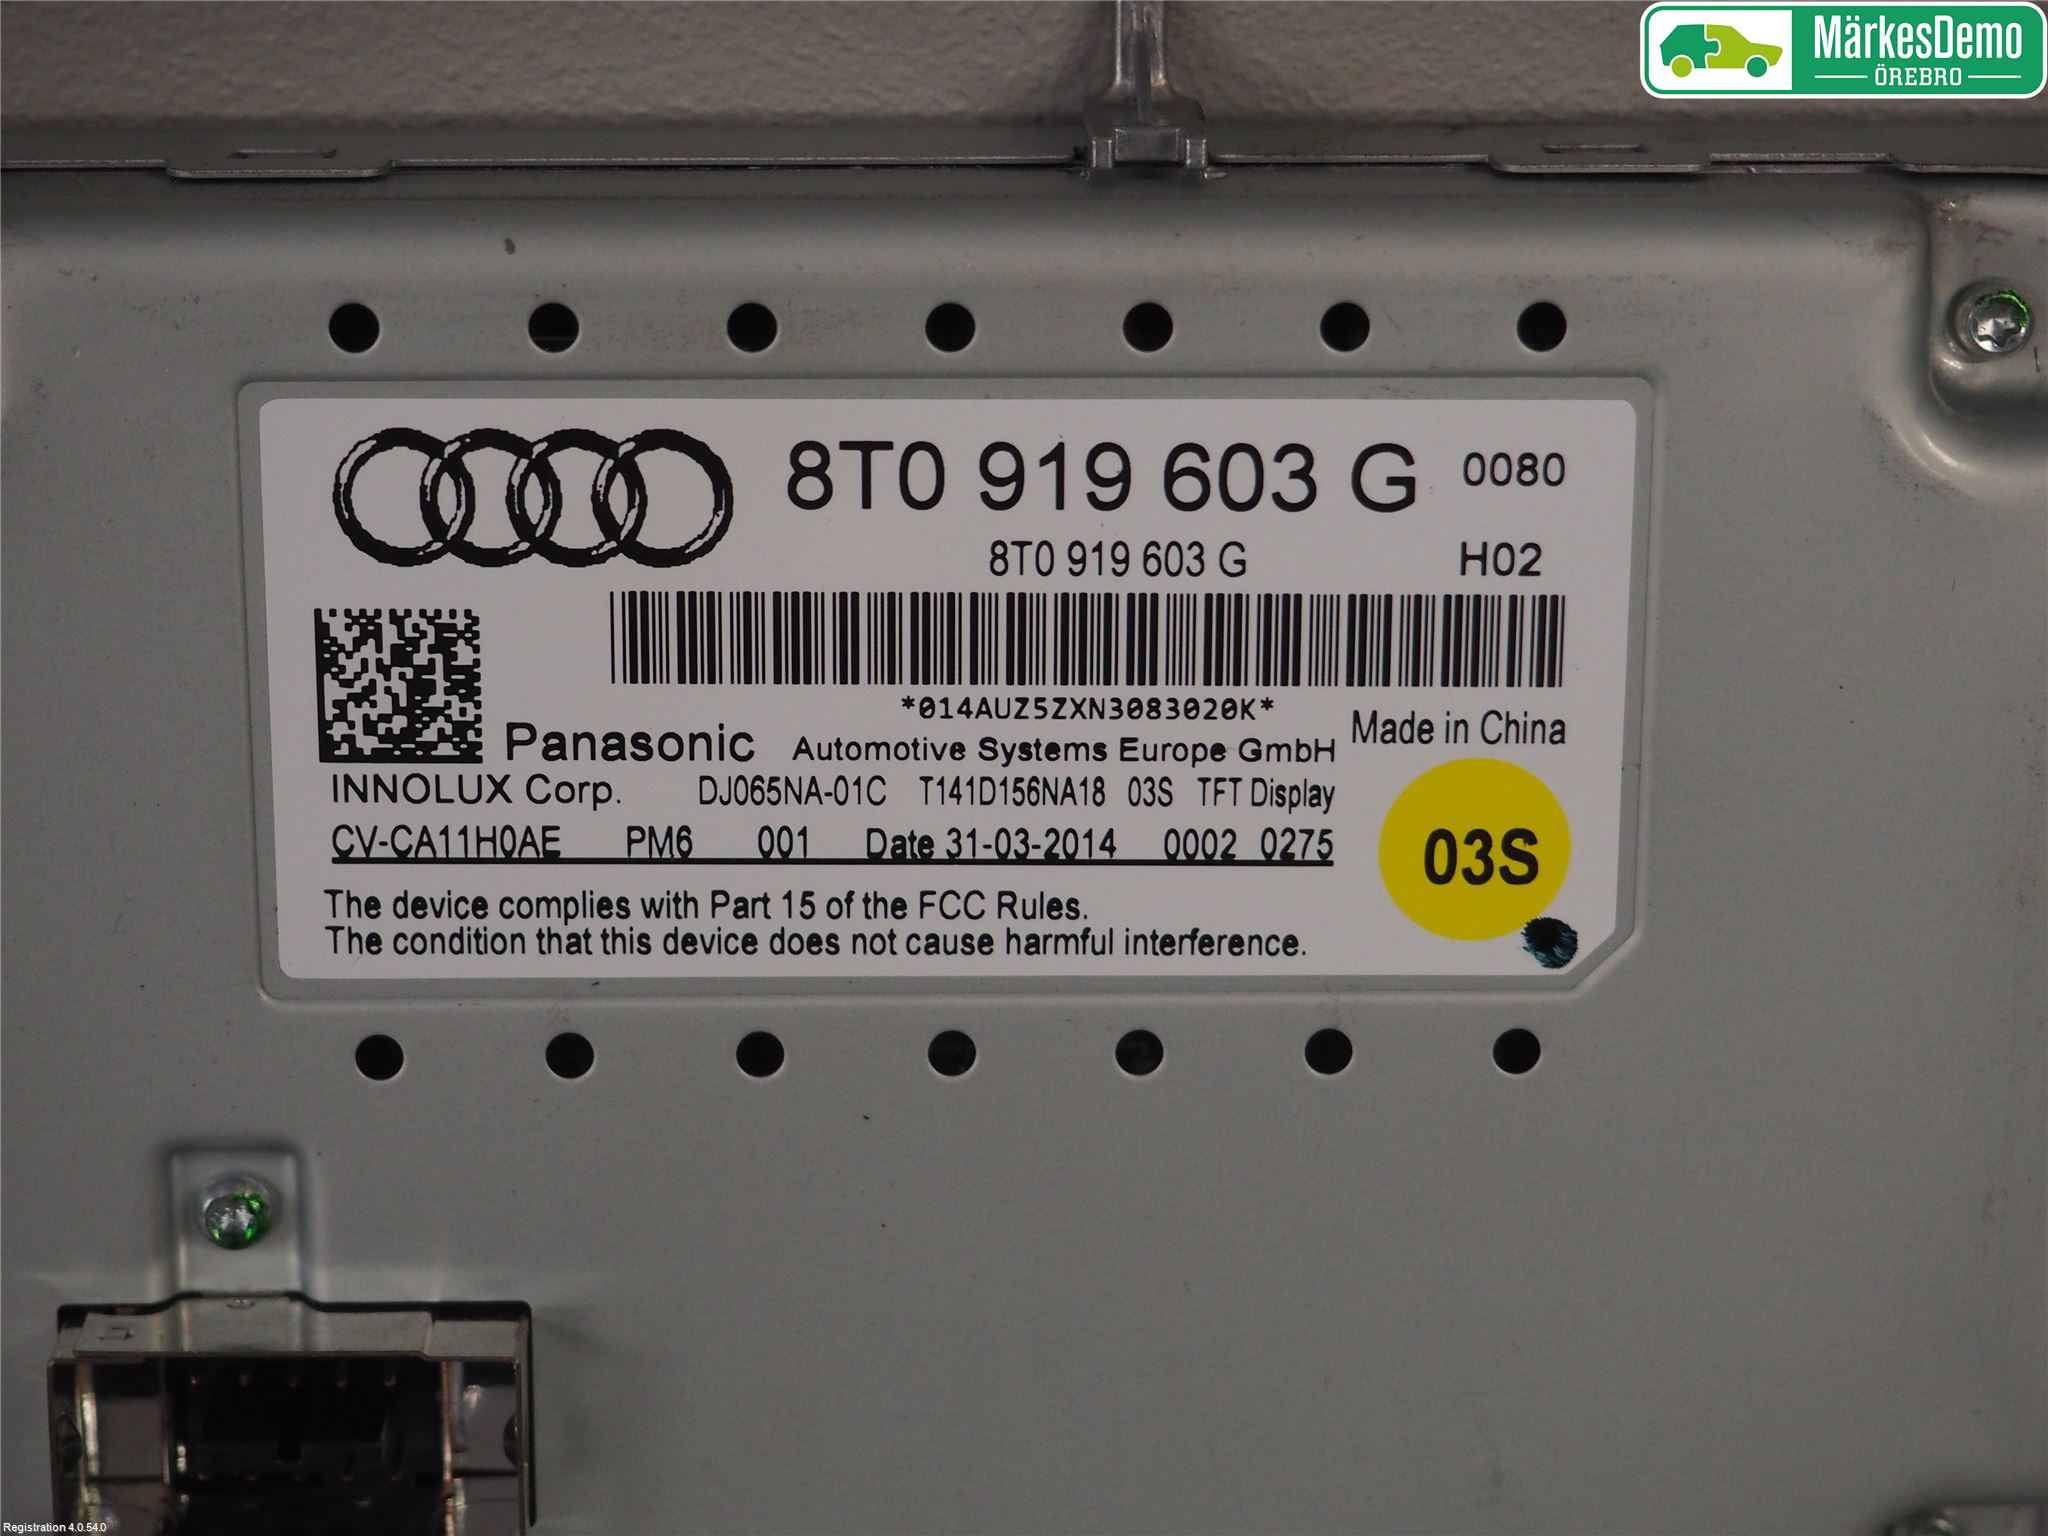 MärkesDemo
ÖREBRO
8T0 919 603 G 0080
8T0 919 603 G H02
*014AUZ5ZXN3083020K*
Panasonic Automotive Systems Europe GmbH Made in China
INNOLUX Corp. DJ065NA-01C T141D156NA18 03S TFT Display
CV-CA11H0AE PM6 001 Date 31-03-2014 0002 0275
03S
The device complies with Part 15 of the FCC Rules.
The condition that this device does not cause harmful interference.
Registration 4.0.54.0